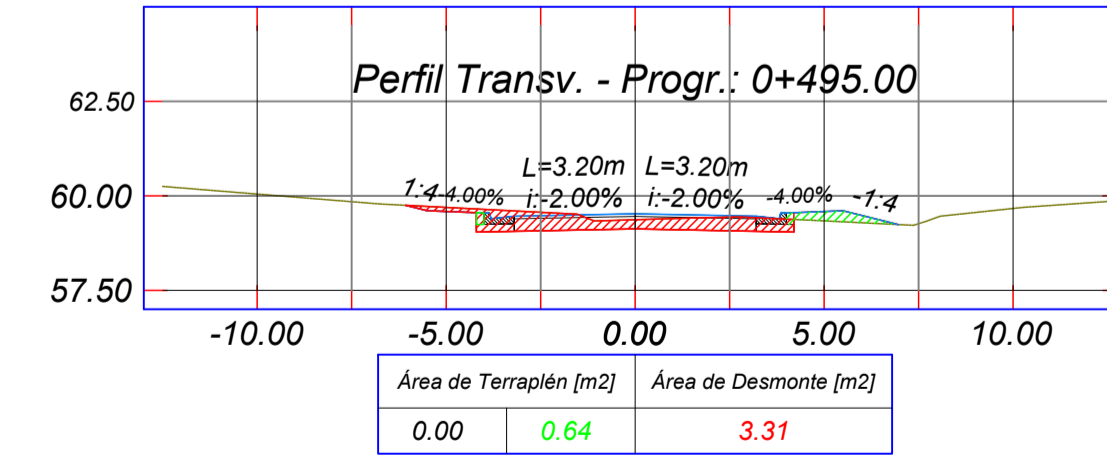 Perfil Transv. - Progr.: 0+495.00
62.50
L=3.20m L=3.20m
1:4 -4.00% i:-2.00% i:-2.00% -4.00% -1:4
60.00
57.50
-10.00 -5.00 0.00 5.00 10.00
Área de Terraplén [m2] Área de Desmonte [m2]
0.00 0.64 3.31